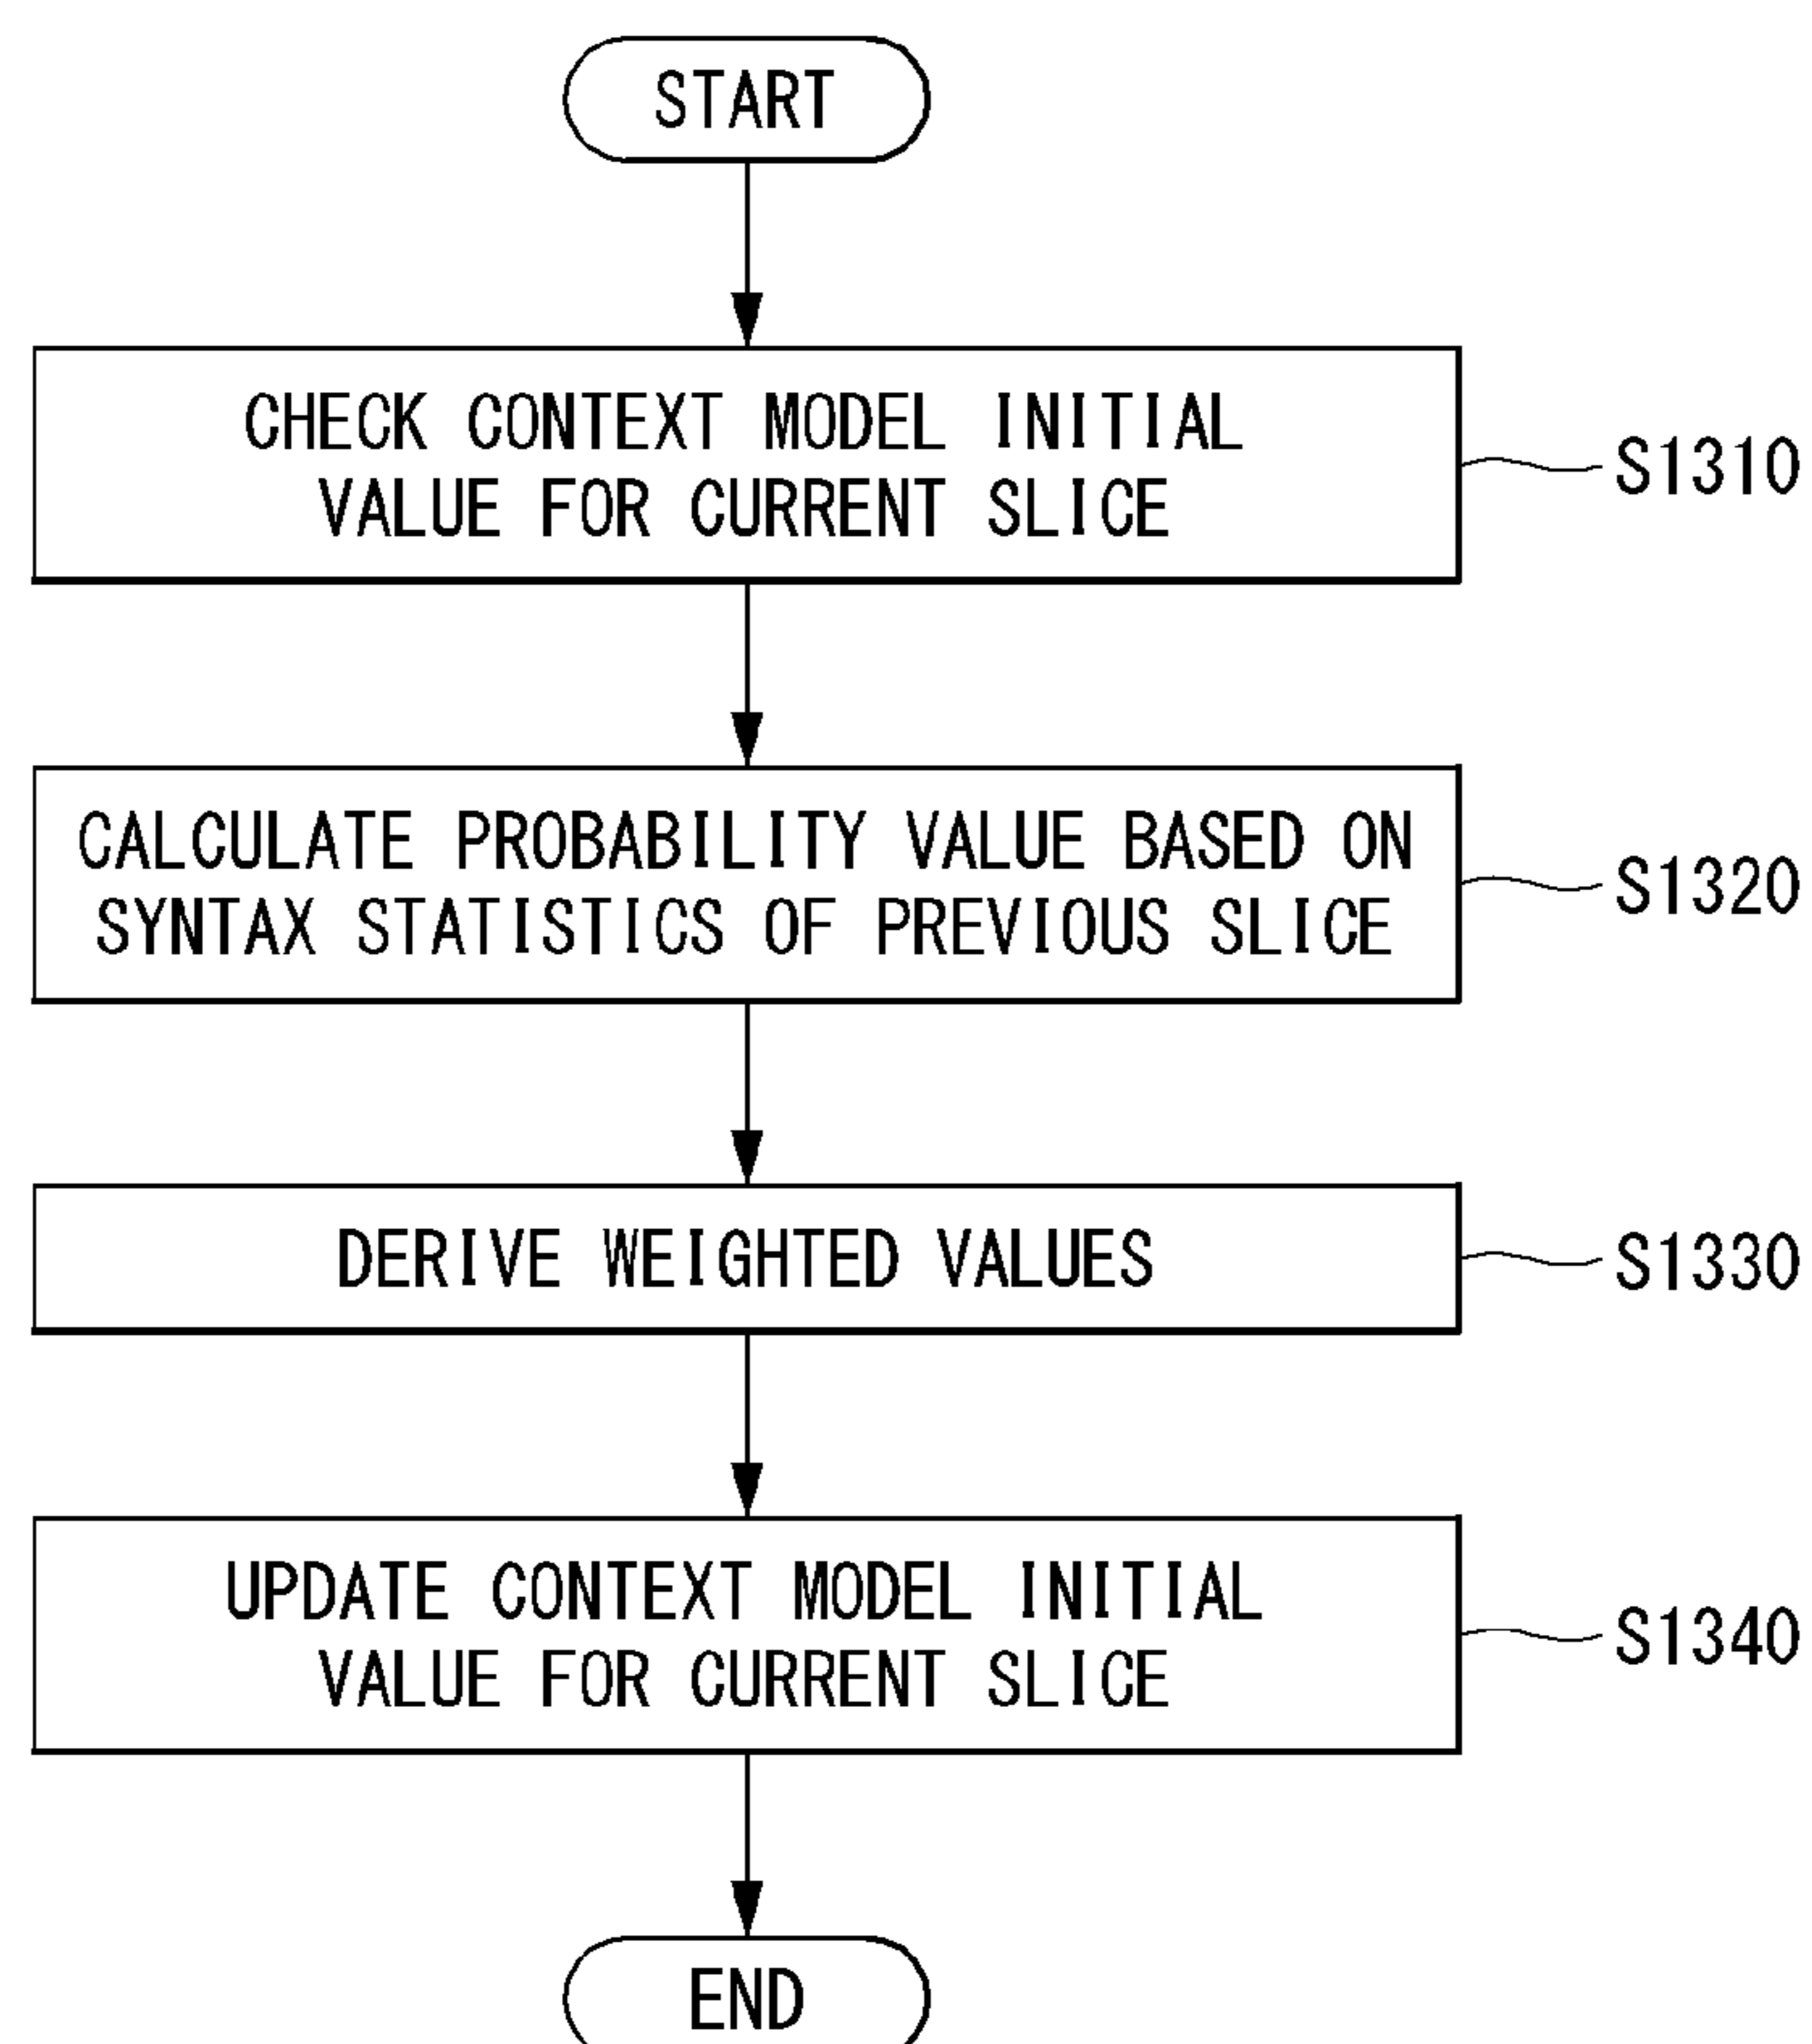 START
CHECK CONTEXT MODEL INITIAL
VALUE FOR CURRENT SLICE
S1310
CALCULATE PROBABILITY VALUE BASED ON
SYNTAX STATISTICS OF PREVIOUS SLICE
S1320
DERIVE WEIGHTED VALUES
S1330
UPDATE CONTEXT MODEL INITIAL
VALUE FOR CURRENT SLICE
S1340
END